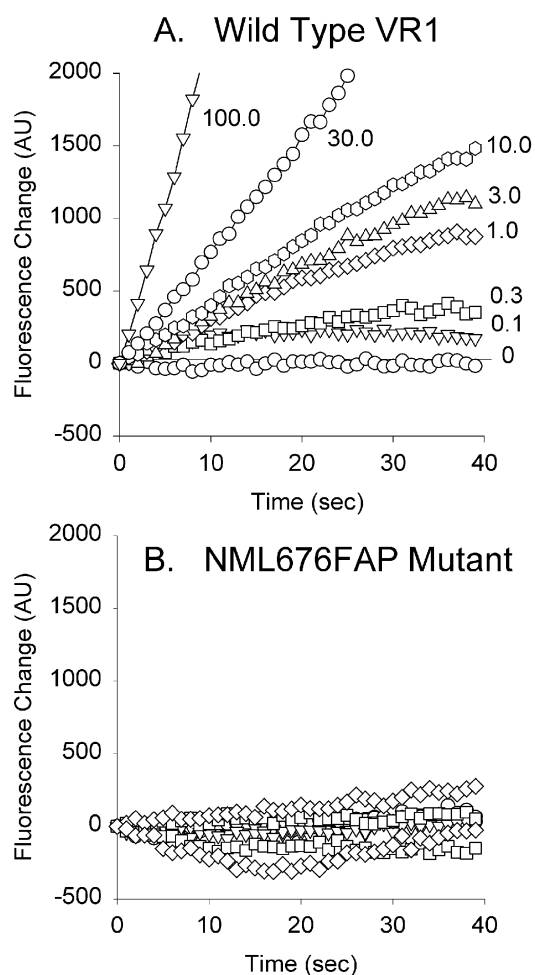 A. Wild Type VR1
2000
1500
1000
500
0
-500
Fluorescence Change (AU)
100.0
30.0
10.0
3.0
1.0
0.3
0.1
0
0 10 20 30 40
Time (sec)
B. NML676FAP Mutant
2000
1500
1000
500
0
-500
Fluorescence Change (AU)
0 10 20 30 40
Time (sec)